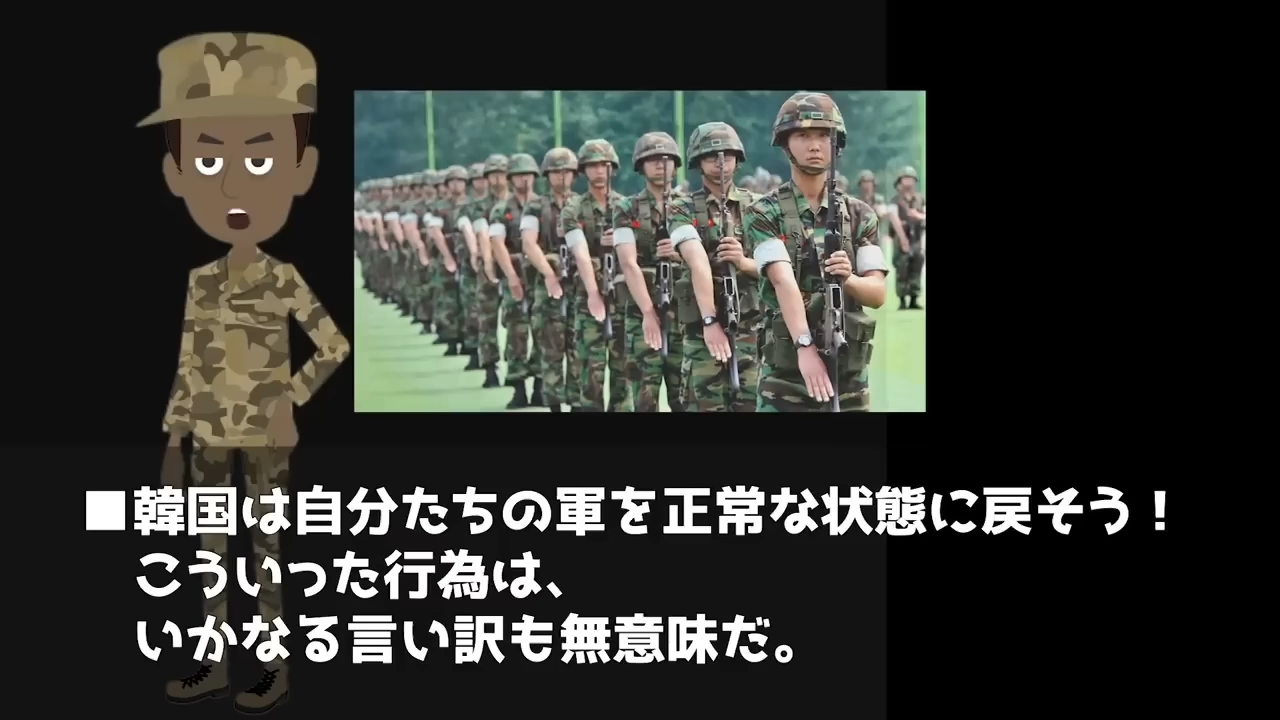 ■韓国は自分たちの軍を正常な状態に戻そう！
こういった行為は、
いかなる言い訳も無意味だ。